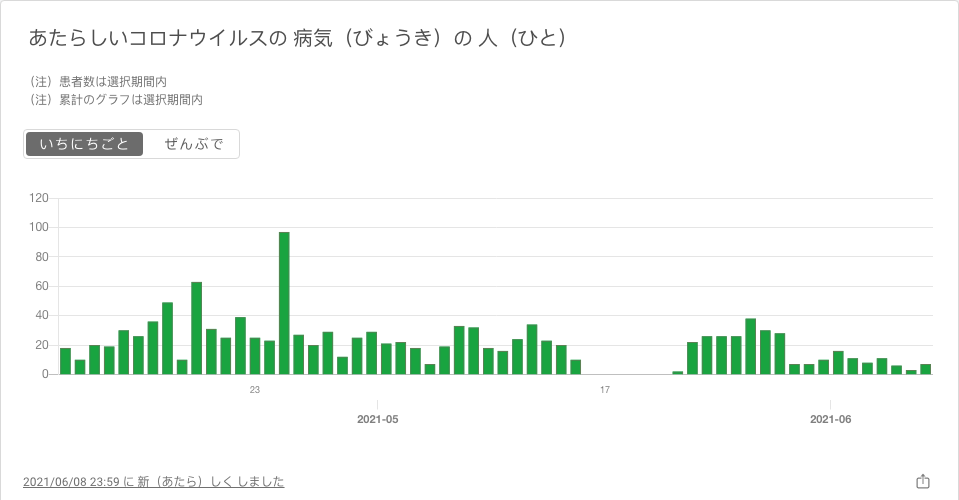 あたらしいコロナウイルスの 病気（びょうき）の 人（ひと）
（注）患者数は選択期間内
（注）累計のグラフは選択期間内
いちにちごと ぜんぶで
120
100
80
60
40
20
0
23 17
2021-05 2021-06
2021/06/08 23:59 に 新（あたら）しく しました